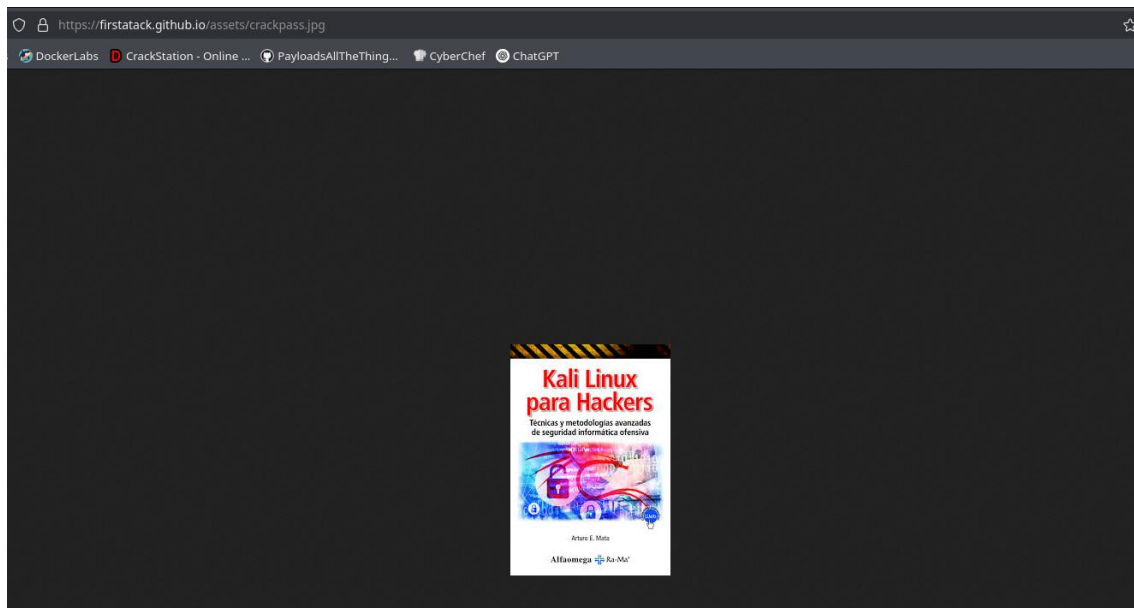 https://firstatack.github.io/assets/crackpass.jpg
DockerLabs CrackStation - Online ... PayloadsAllTheThing... CyberChef ChatGPT
Kali Linux
para Hackers
Técnicas y metodologías avanzadas
de seguridad informática ofensiva
Arturo E. Mata
Alfaomega Ra-Ma®